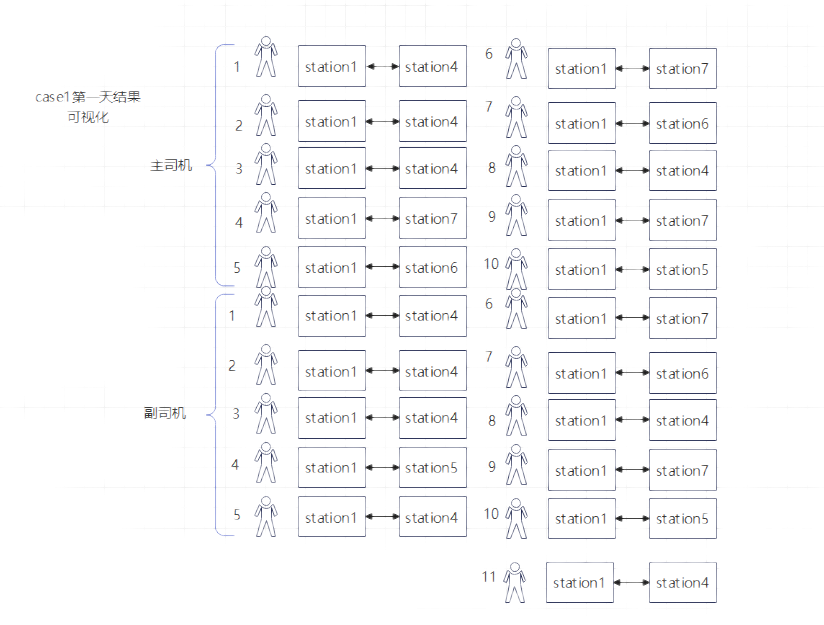 case1第一天结果
可视化
主司机
1 station1 station4 6 station1 station7
2 station1 station4 7 station1 station6
3 station1 station4 8 station1 station4
4 station1 station7 9 station1 station7
5 station1 station6 10 station1 station5
副司机
1 station1 station4 6 station1 station7
2 station1 station4 7 station1 station6
3 station1 station4 8 station1 station4
4 station1 station5 9 station1 station7
5 station1 station4 10 station1 station5
11 station1 station4